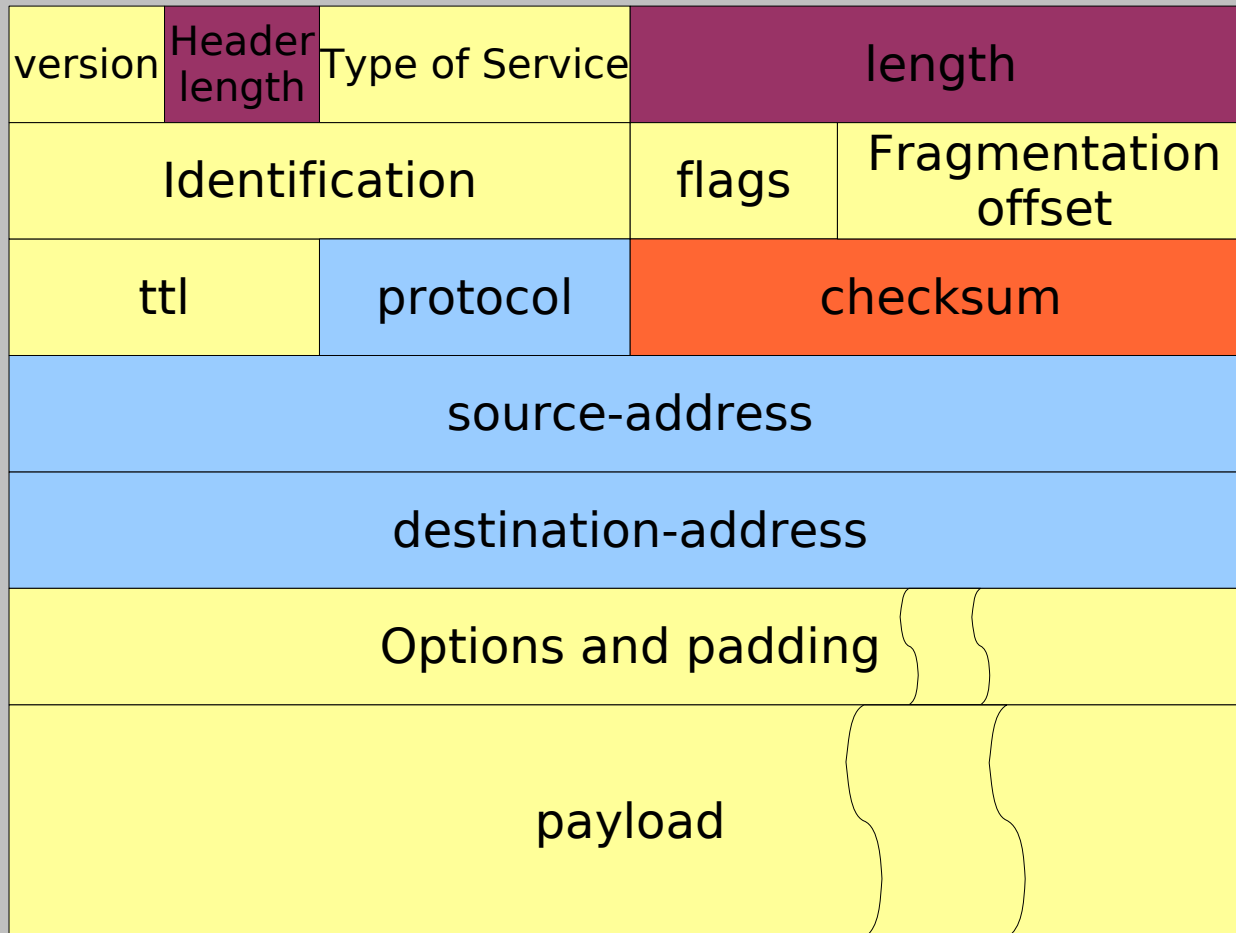 version
Header
length
Type of Service
length
Identification
flags
Fragmentation
offset
ttl
protocol
checksum
source-address
destination-address
Options and padding
payload